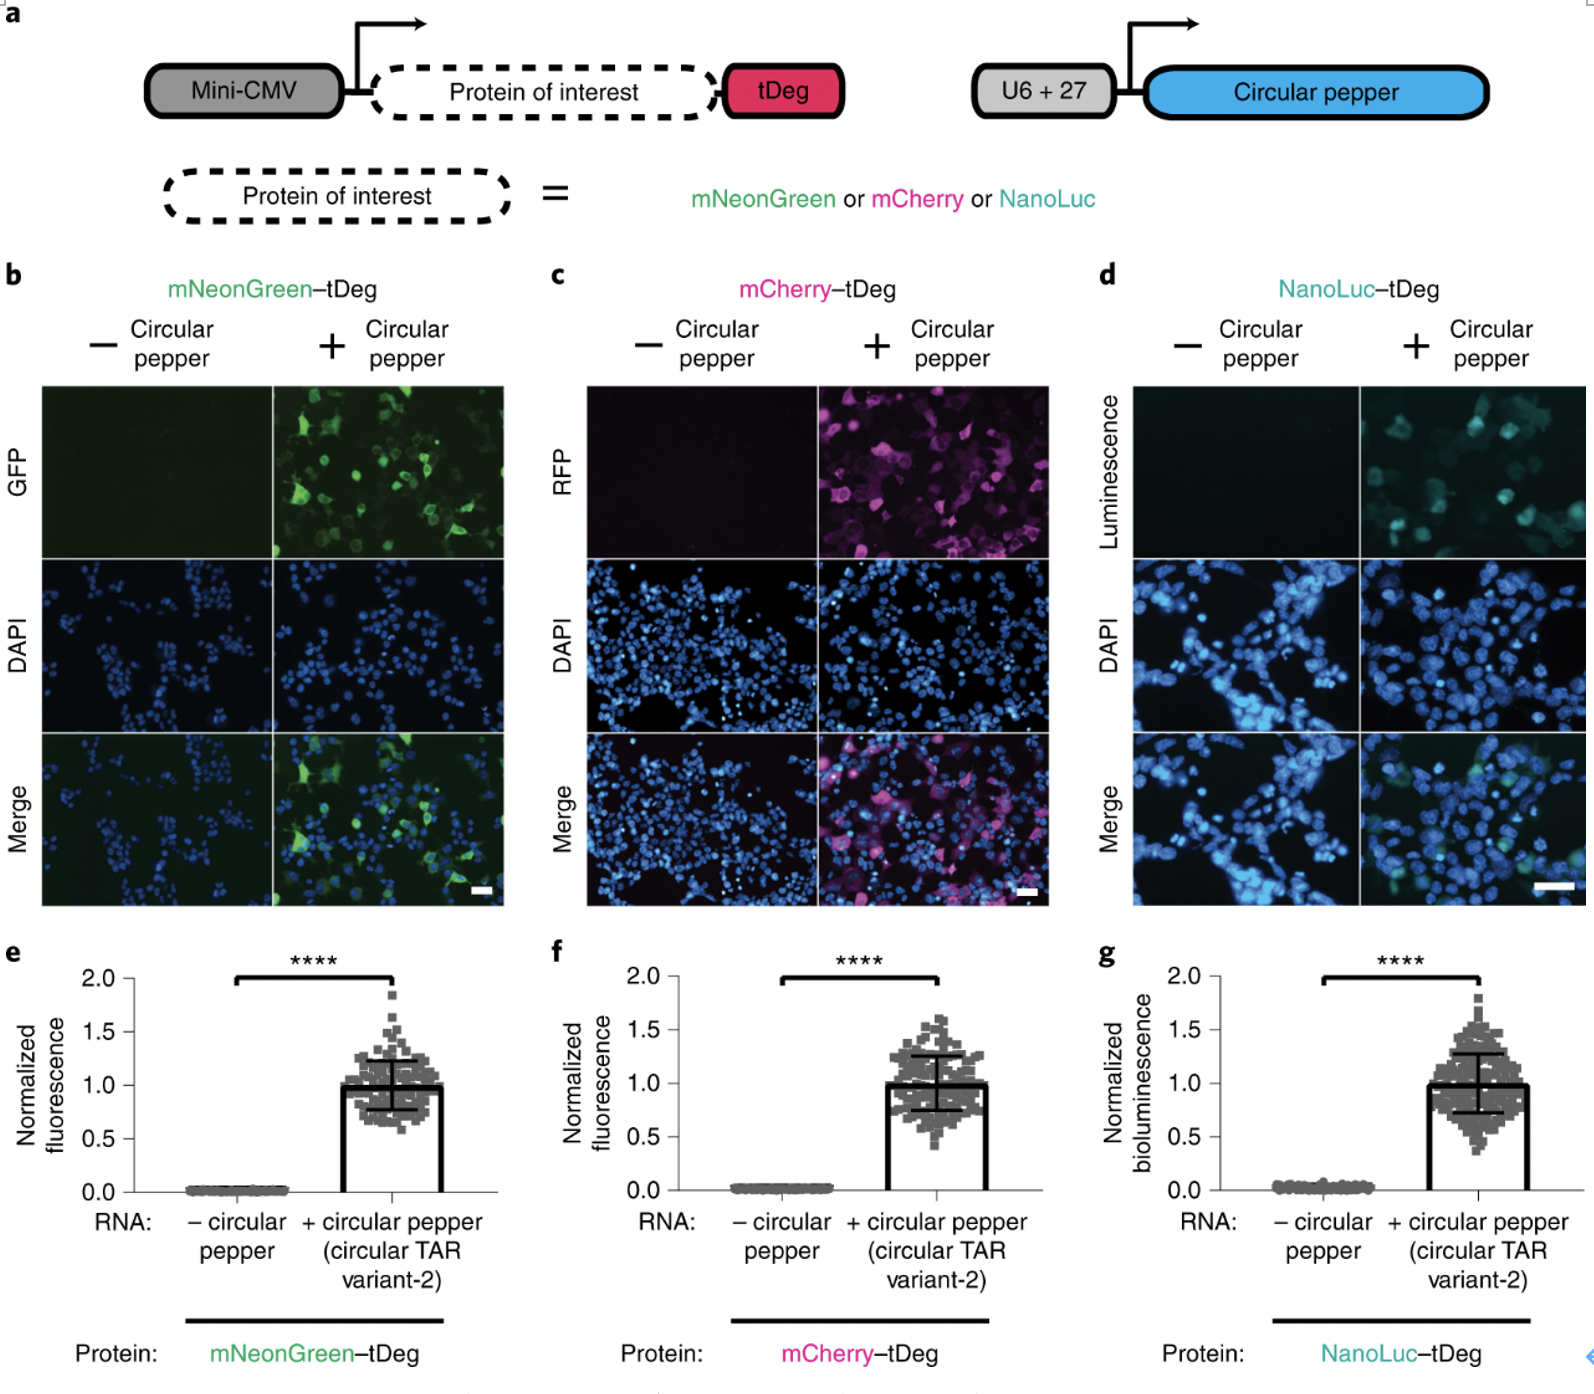 a
Mini-CMV
Protein of interest
tDeg
U6 + 27
Circular pepper
Protein of interest
=
mNeonGreen or mCherry or NanoLuc
b
mNeonGreen–tDeg
− Circular
pepper
+ Circular
pepper
GFP
DAPI
Merge
c
mCherry–tDeg
− Circular
pepper
+ Circular
pepper
RFP
DAPI
Merge
d
NanoLuc–tDeg
− Circular
pepper
+ Circular
pepper
Luminescence
DAPI
Merge
e
Normalized
fluorescence
2.0
1.5
1.0
0.5
0.0
****
RNA:
− circular
pepper
+ circular pepper
(circular TAR
variant-2)
Protein:
mNeonGreen–tDeg
f
Normalized
fluorescence
2.0
1.5
1.0
0.5
0.0
****
RNA:
− circular
pepper
+ circular pepper
(circular TAR
variant-2)
Protein:
mCherry–tDeg
g
Normalized
bioluminescence
2.0
1.5
1.0
0.5
0.0
****
RNA:
− circular
pepper
+ circular pepper
(circular TAR
variant-2)
Protein:
NanoLuc–tDeg